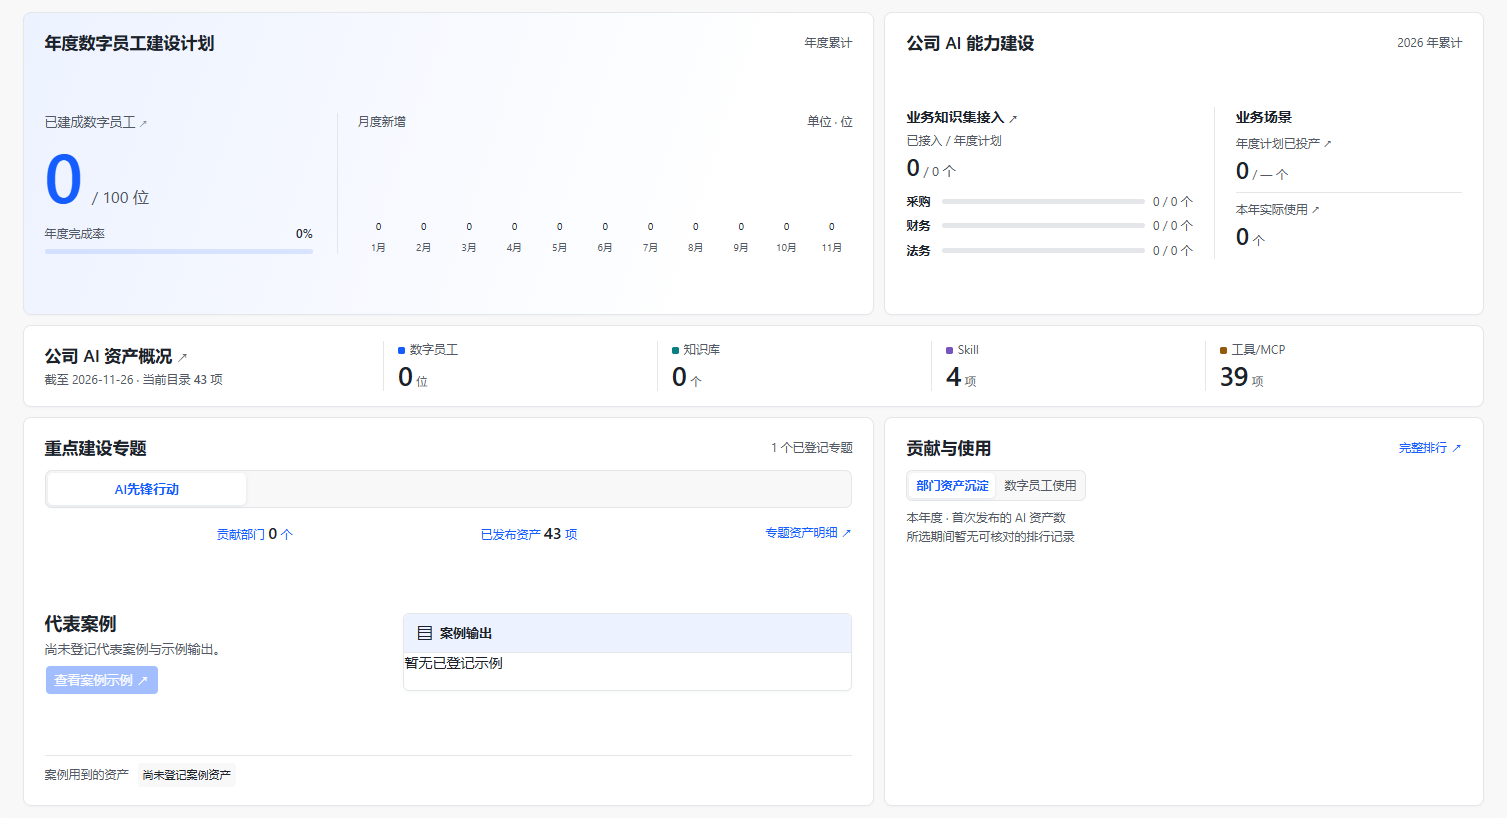 年度数字员工建设计划
年度累计
已建成数字员工 ↗
0 / 100 位
年度完成率 0%
月度新增 单位 · 位
0 0 0 0 0 0 0 0 0 0 0
1月 2月 3月 4月 5月 6月 7月 8月 9月 10月 11月
公司 AI 能力建设
2026 年累计
业务知识集接入 ↗
已接入 / 年度计划
0 / 0 个
采购 0 / 0 个
财务 0 / 0 个
法务 0 / 0 个
业务场景
年度计划已投产 ↗
0 / — 个
本年实际使用 ↗
0 个
公司 AI 资产概况 ↗
截至 2026-11-26 · 当前目录 43 项
数字员工
0 位
知识库
0 个
Skill
4 项
工具/MCP
39 项
重点建设专题
1 个已登记专题
AI先锋行动
贡献部门 0 个
已发布资产 43 项
专题资产明细 ↗
代表案例
尚未登记代表案例与示例输出。
查看案例示例 ↗
案例输出
暂无已登记示例
案例用到的资产 尚未登记案例资产
贡献与使用
完整排行 ↗
部门资产沉淀 数字员工使用
本年度 · 首次发布的 AI 资产数
所选期间暂无可核对的排行记录